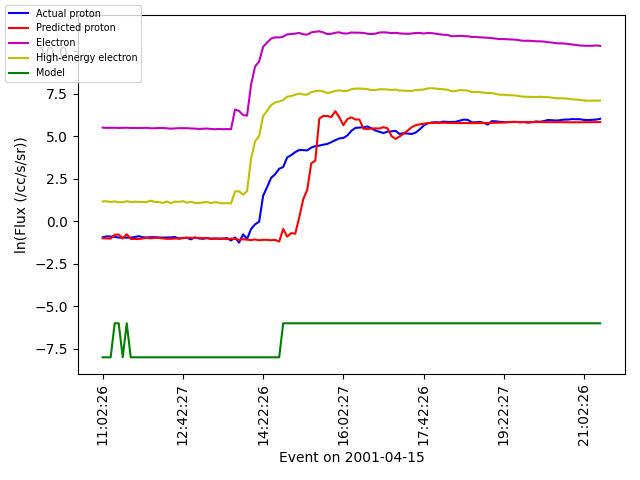 Actual proton
Predicted proton
Electron
High-energy electron
Model
10.0
7.5
5.0
2.5
0.0
−2.5
−5.0
−7.5
ln(Flux (/cc/s/sr))
11:02:26
12:42:27
14:22:26
16:02:27
17:42:26
19:22:27
21:02:26
Event on 2001-04-15